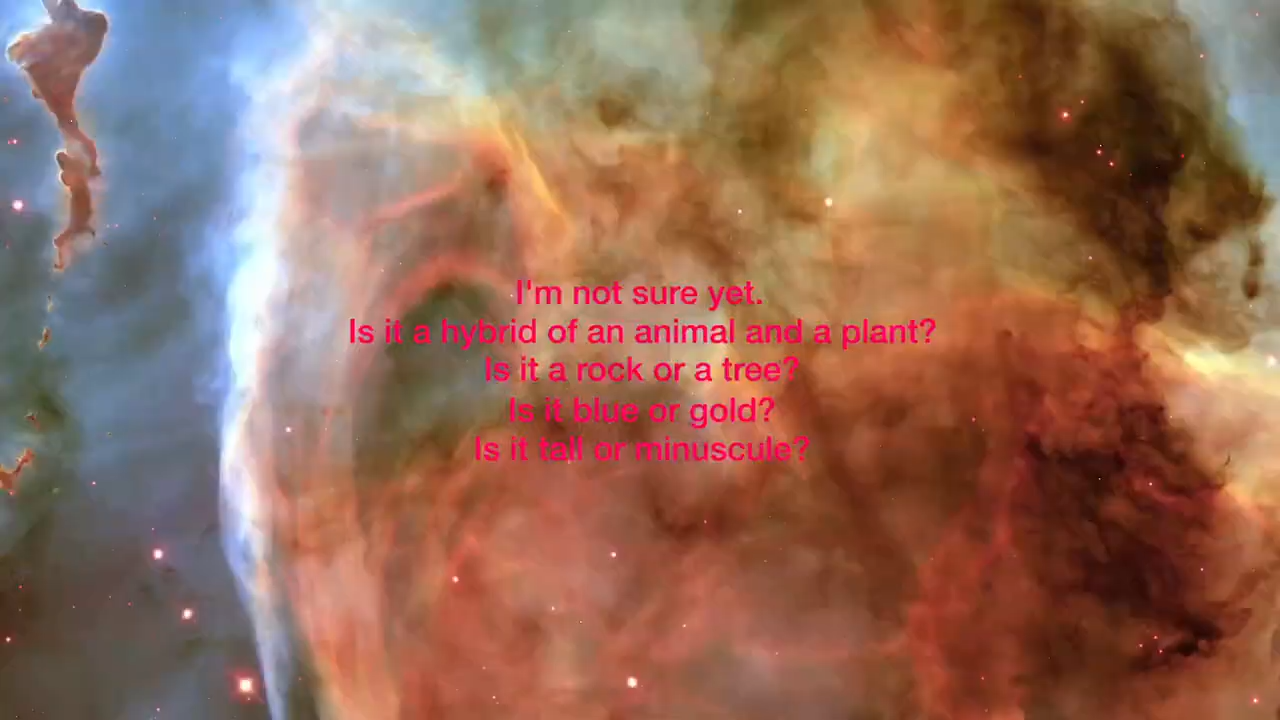 I'm not sure yet.
Is it a hybrid of an animal and a plant?
Is it a rock or a tree?
Is it blue or gold?
Is it tall or minuscule?